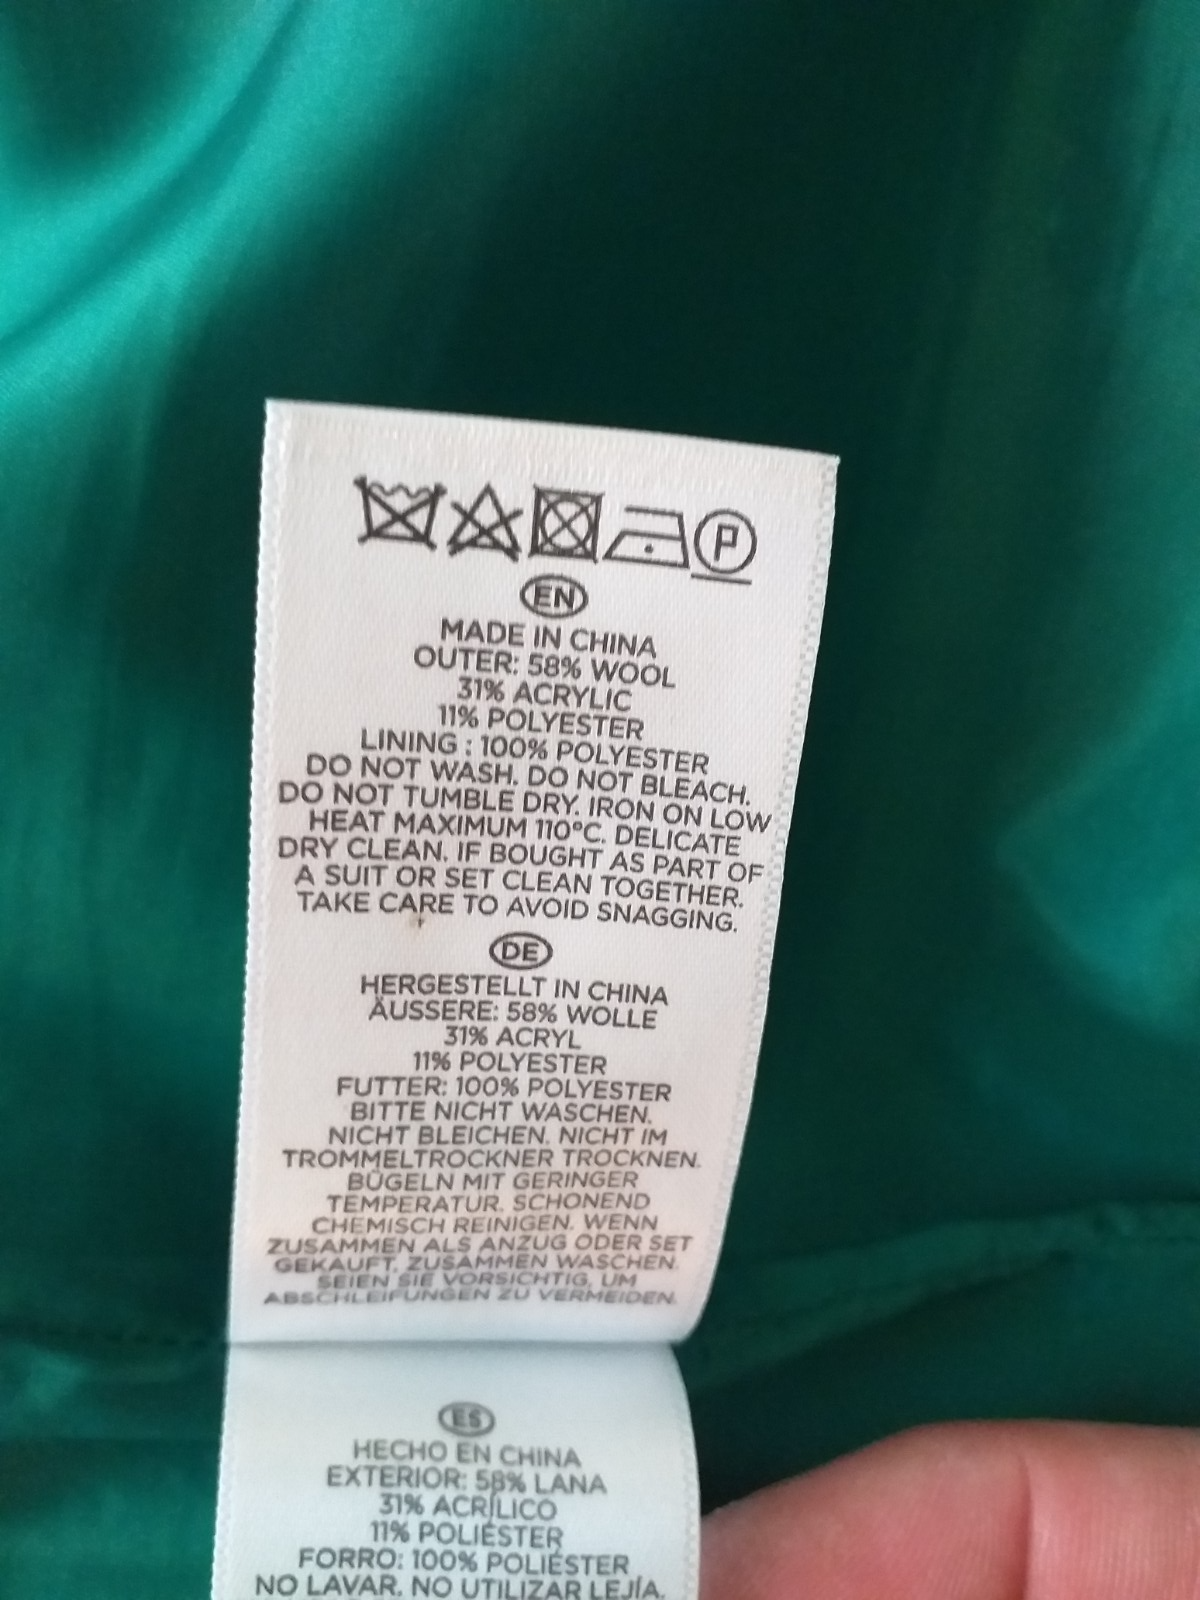 P
EN
MADE IN CHINA
OUTER: 58% WOOL
31% ACRYLIC
11% POLYESTER
LINING : 100% POLYESTER
DO NOT WASH. DO NOT BLEACH.
DO NOT TUMBLE DRY. IRON ON LOW
HEAT MAXIMUM 110°C. DELICATE
DRY CLEAN. IF BOUGHT AS PART OF
A SUIT OR SET CLEAN TOGETHER.
TAKE CARE TO AVOID SNAGGING.
DE
HERGESTELLT IN CHINA
ÄUSSERE: 58% WOLLE
31% ACRYL
11% POLYESTER
FUTTER: 100% POLYESTER
BITTE NICHT WASCHEN.
NICHT BLEICHEN. NICHT IM
TROMMELTROCKNER TROCKNEN.
BÜGELN MIT GERINGER
TEMPERATUR. SCHONEND
CHEMISCH REINIGEN. WENN
ZUSAMMEN ALS ANZUG ODER SET
GEKAUFT, ZUSAMMEN WASCHEN.
SEIEN SIE VORSICHTIG, UM
ABSCHLEIFUNGEN ZU VERMEIDEN.
ES
HECHO EN CHINA
EXTERIOR: 58% LANA
31% ACRÍLICO
11% POLIÉSTER
FORRO: 100% POLIÉSTER
NO LAVAR. NO UTILIZAR LEJÍA.